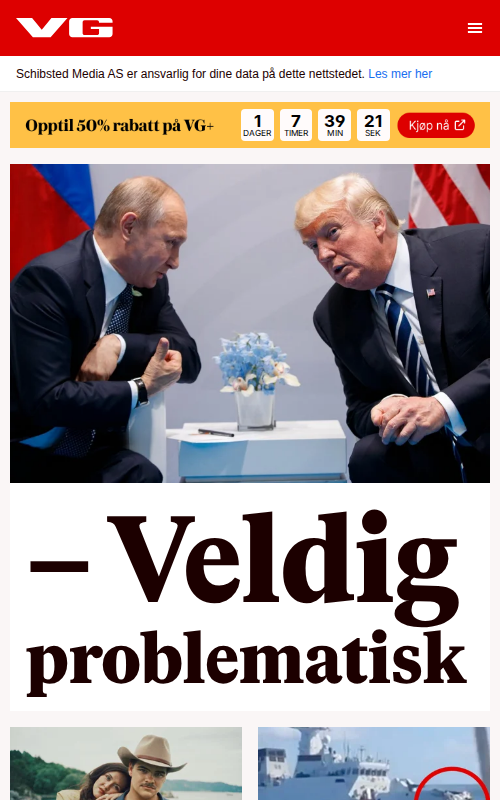 VG
Schibsted Media AS er ansvarlig for dine data på dette nettstedet. Les mer her
Opptil 50% rabatt på VG+
1 7 39 21
DAGER TIMER MIN SEK
Kjøp nå
– Veldig
problematisk